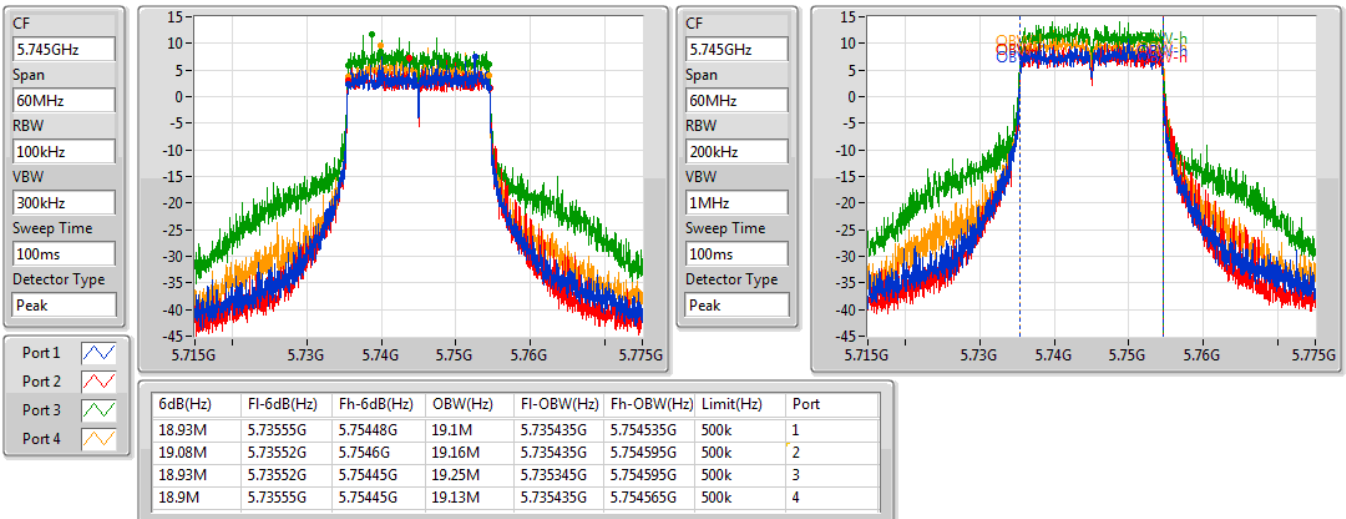 CF
5.745GHz
Span
60MHz
RBW
100kHz
VBW
300kHz
Sweep Time
100ms
Detector Type
Peak
15
10
5
0
-5
-10
-15
-20
-25
-30
-35
-40
-45
5.715G 5.73G 5.74G 5.75G 5.76G 5.775G
CF
5.745GHz
Span
60MHz
RBW
200kHz
VBW
1MHz
Sweep Time
100ms
Detector Type
Peak
15
10
5
0
-5
-10
-15
-20
-25
-30
-35
-40
-45
5.715G 5.73G 5.74G 5.75G 5.76G 5.775G
Port 1
Port 2
Port 3
Port 4
6dB(Hz) Fl-6dB(Hz) Fh-6dB(Hz) OBW(Hz) Fl-OBW(Hz) Fh-OBW(Hz) Limit(Hz) Port
18.93M 5.73555G 5.75448G 19.1M 5.735435G 5.754535G 500k 1
19.08M 5.73552G 5.7546G 19.16M 5.735435G 5.754595G 500k 2
18.93M 5.73552G 5.75445G 19.25M 5.735345G 5.754595G 500k 3
18.9M 5.73555G 5.75445G 19.13M 5.735435G 5.754565G 500k 4